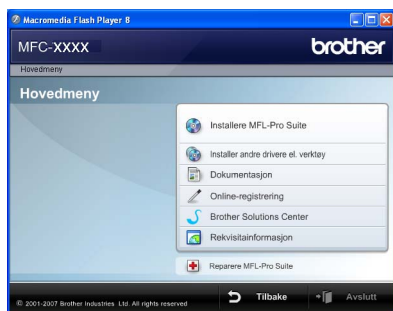 Macromedia Flash Player 8
MFC-XXXX
brother
Hovedmeny
Hovedmeny
Installere MFL-Pro Suite
Installer andre drivere el. verktøy
Dokumentasjon
Online-registrering
Brother Solutions Center
Rekvisitainformasjon
Reparere MFL-Pro Suite
© 2001-2007 Brother Industries Ltd. All rights reserved
Tilbake
Avslutt